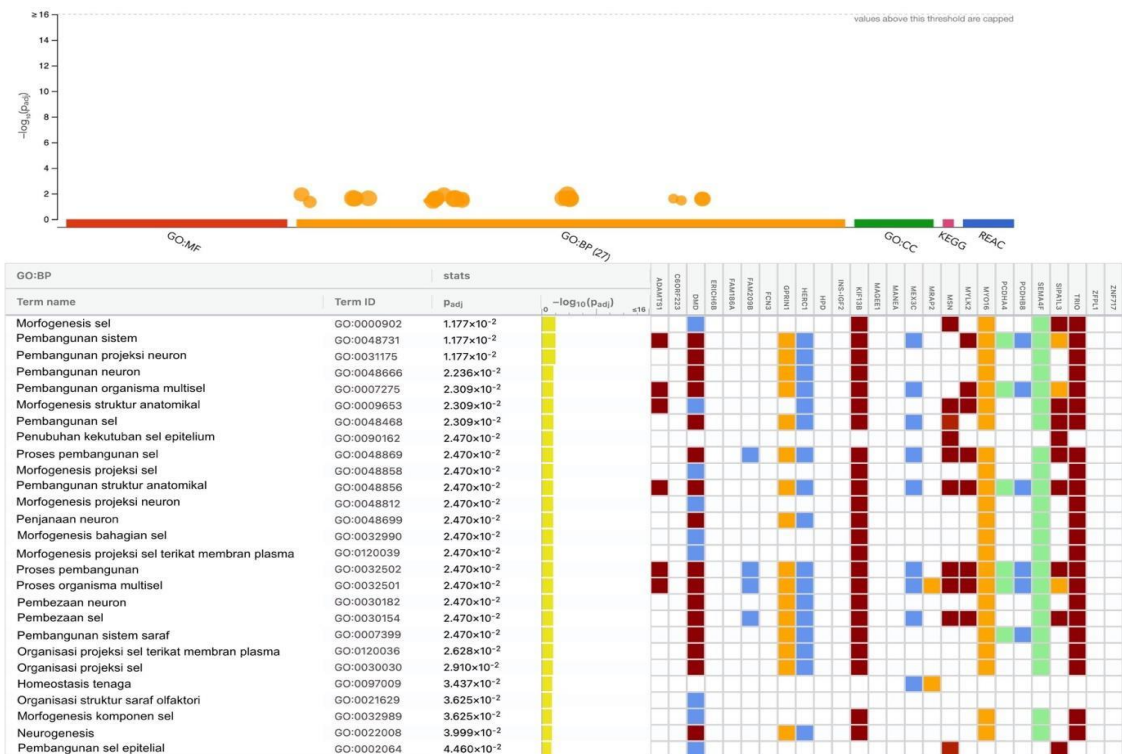 ≥16
values above this threshold are capped
14
12
10
8
6
4
2
0
−log₁₀(p_adj)
GO:MF
GO:BP (27)
GO:CC
KEGG
REAC
GO:BP stats
Term name Term ID p_adj 0 −log₁₀(p_adj) ≤16
ADAMTS1 C6ORF223 DMD ERICH6B FAM186A FAM209B FCN3 GPRIN1 HERC1 HPD INS-IGF2 KIF13B MAGEE1 MANEA MEX3C MRAP2 MSN MYLK2 MYO16 PCDHA4 PCDHB8 SEMA4F SIPA1L3 TRIO ZFPL1 ZNF717
Morfogenesis sel GO:0000902 1.177×10⁻²
Pembangunan sistem GO:0048731 1.177×10⁻²
Pembangunan projeksi neuron GO:0031175 1.177×10⁻²
Pembangunan neuron GO:0048666 2.236×10⁻²
Pembangunan organisma multisel GO:0007275 2.309×10⁻²
Morfogenesis struktur anatomikal GO:0009653 2.309×10⁻²
Pembangunan sel GO:0048468 2.309×10⁻²
Penubuhan kekutuban sel epitelium GO:0090162 2.470×10⁻²
Proses pembangunan sel GO:0048869 2.470×10⁻²
Morfogenesis projeksi sel GO:0048858 2.470×10⁻²
Pembangunan struktur anatomikal GO:0048856 2.470×10⁻²
Morfogenesis projeksi neuron GO:0048812 2.470×10⁻²
Penjanaan neuron GO:0048699 2.470×10⁻²
Morfogenesis bahagian sel GO:0032990 2.470×10⁻²
Morfogenesis projeksi sel terikat membran plasma GO:0120039 2.470×10⁻²
Proses pembangunan GO:0032502 2.470×10⁻²
Proses organisma multisel GO:0032501 2.470×10⁻²
Pembezaan neuron GO:0030182 2.470×10⁻²
Pembezaan sel GO:0030154 2.470×10⁻²
Pembangunan sistem saraf GO:0007399 2.470×10⁻²
Organisasi projeksi sel terikat membran plasma GO:0120036 2.628×10⁻²
Organisasi projeksi sel GO:0030030 2.910×10⁻²
Homeostasis tenaga GO:0097009 3.437×10⁻²
Organisasi struktur saraf olfaktori GO:0021629 3.625×10⁻²
Morfogenesis komponen sel GO:0032989 3.625×10⁻²
Neurogenesis GO:0022008 3.999×10⁻²
Pembangunan sel epitelial GO:0002064 4.460×10⁻²